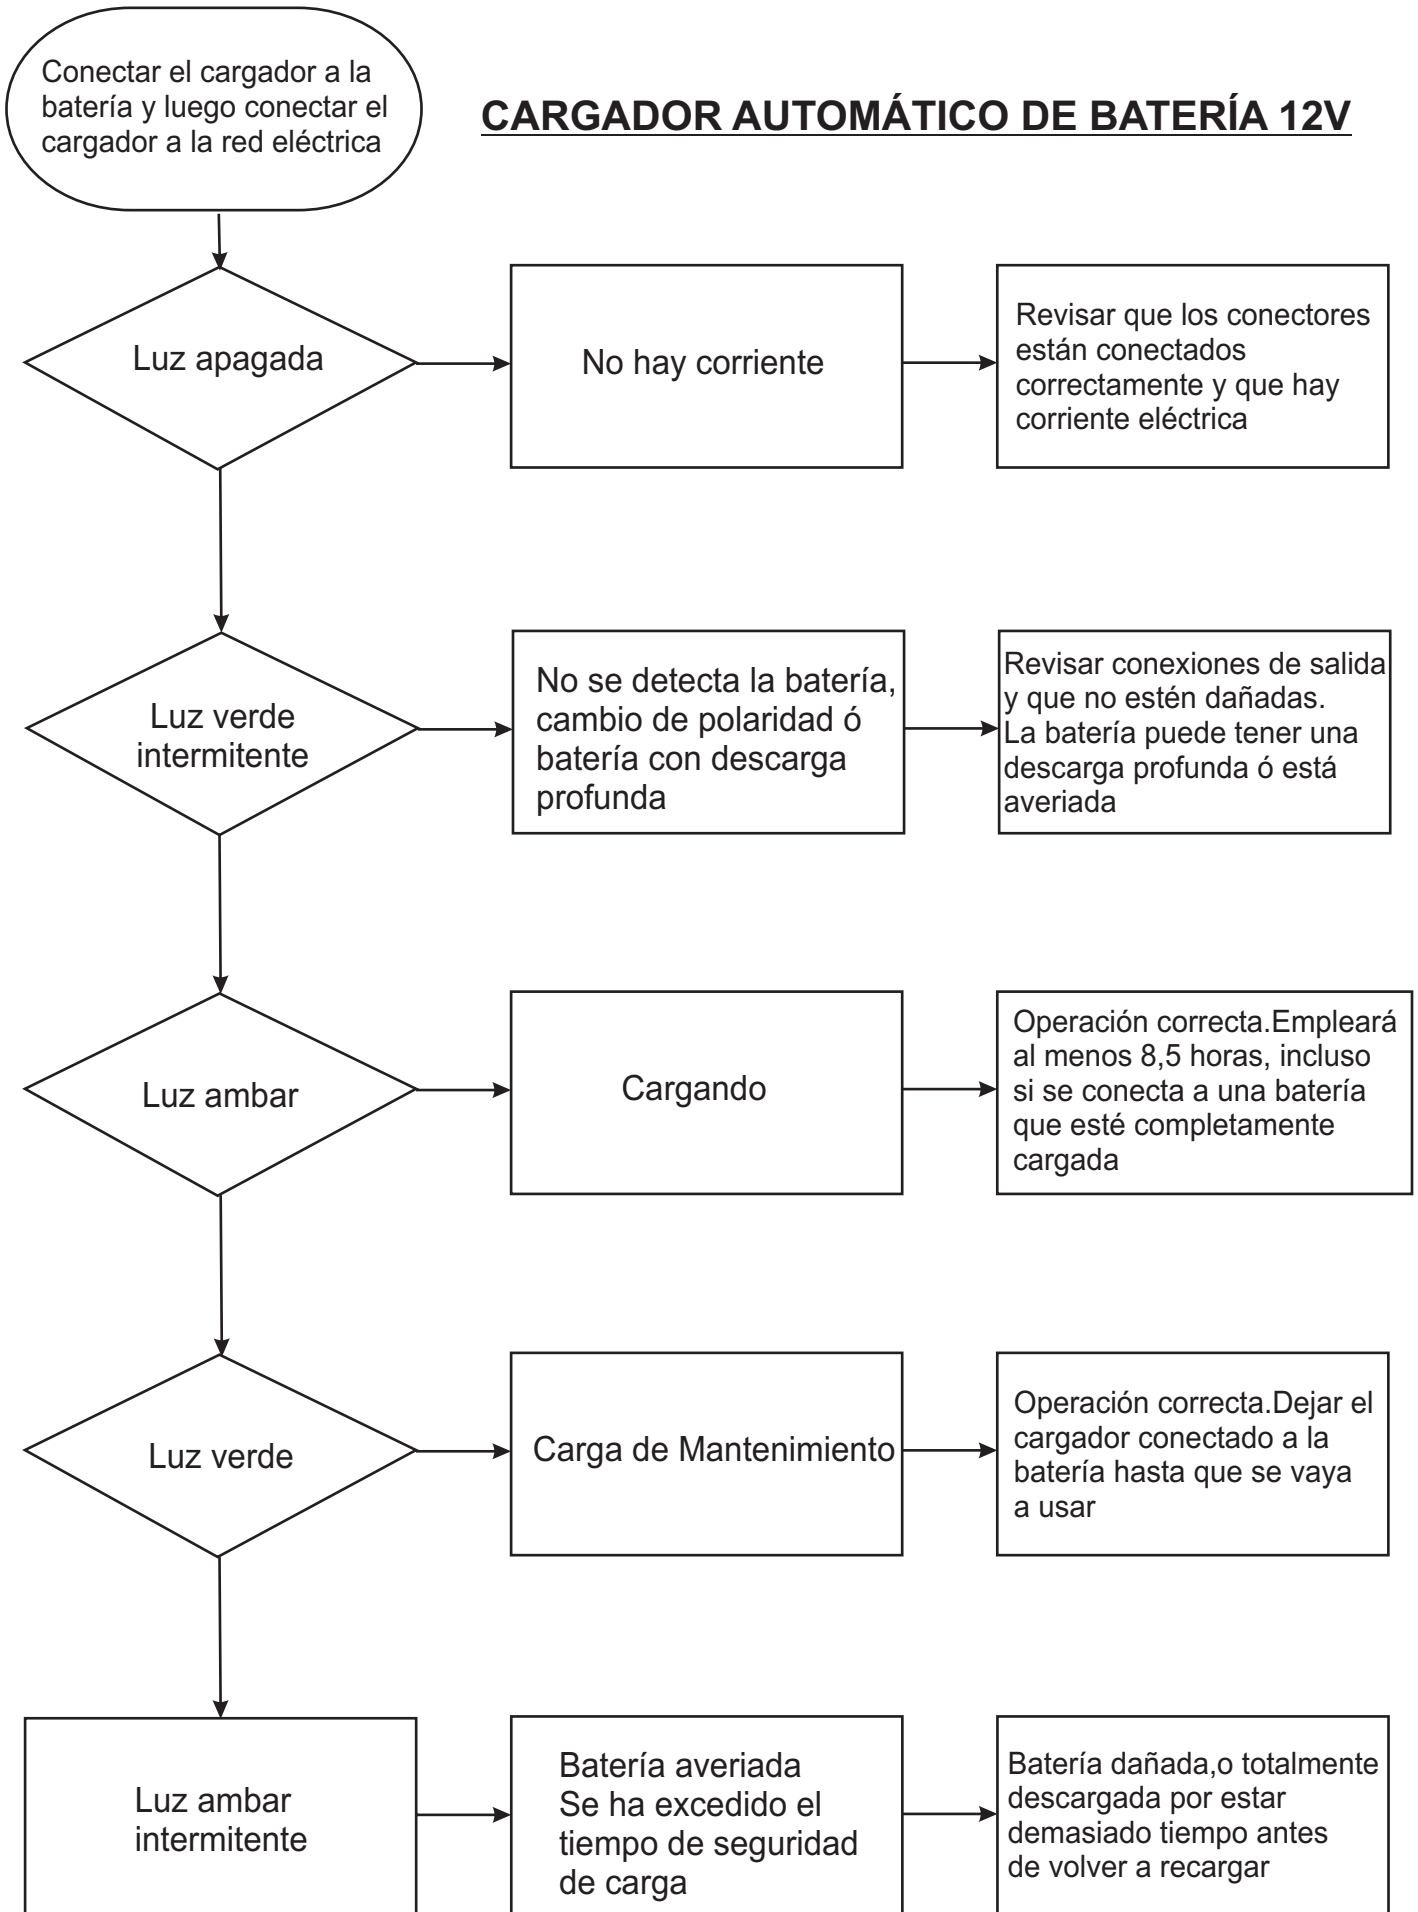 Conectar el cargador a la
batería y luego conectar el
cargador a la red eléctrica
CARGADOR AUTOMÁTICO DE BATERÍA 12V
Luz apagada
No hay corriente
Revisar que los conectores
están conectados
correctamente y que hay
corriente eléctrica
Luz verde
intermitente
No se detecta la batería,
cambio de polaridad ó
batería con descarga
profunda
Revisar conexiones de salida
y que no estén dañadas.
La batería puede tener una
descarga profunda ó está
averiada
Luz ambar
Cargando
Operación correcta.Empleará
al menos 8,5 horas, incluso
si se conecta a una batería
que esté completamente
cargada
Luz verde
Carga de Mantenimiento
Operación correcta.Dejar el
cargador conectado a la
batería hasta que se vaya
a usar
Luz ambar
intermitente
Batería averiada
Se ha excedido el
tiempo de seguridad
de carga
Batería dañada,o totalmente
descargada por estar
demasiado tiempo antes
de volver a recargar